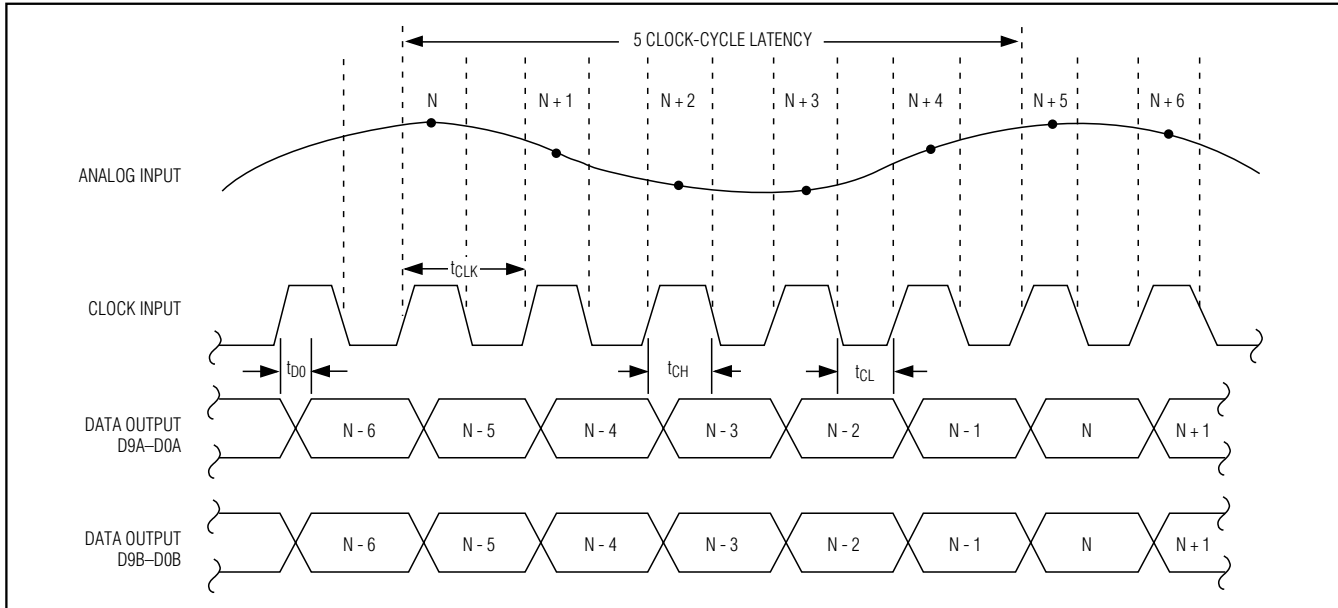 5 CLOCK-CYCLE LATENCY
N N + 1 N + 2 N + 3 N + 4 N + 5 N + 6
ANALOG INPUT
tCLK
CLOCK INPUT
tD0 tCH tCL
DATA OUTPUT
D9A–D0A
N - 6 N - 5 N - 4 N - 3 N - 2 N - 1 N N + 1
DATA OUTPUT
D9B–D0B
N - 6 N - 5 N - 4 N - 3 N - 2 N - 1 N N + 1